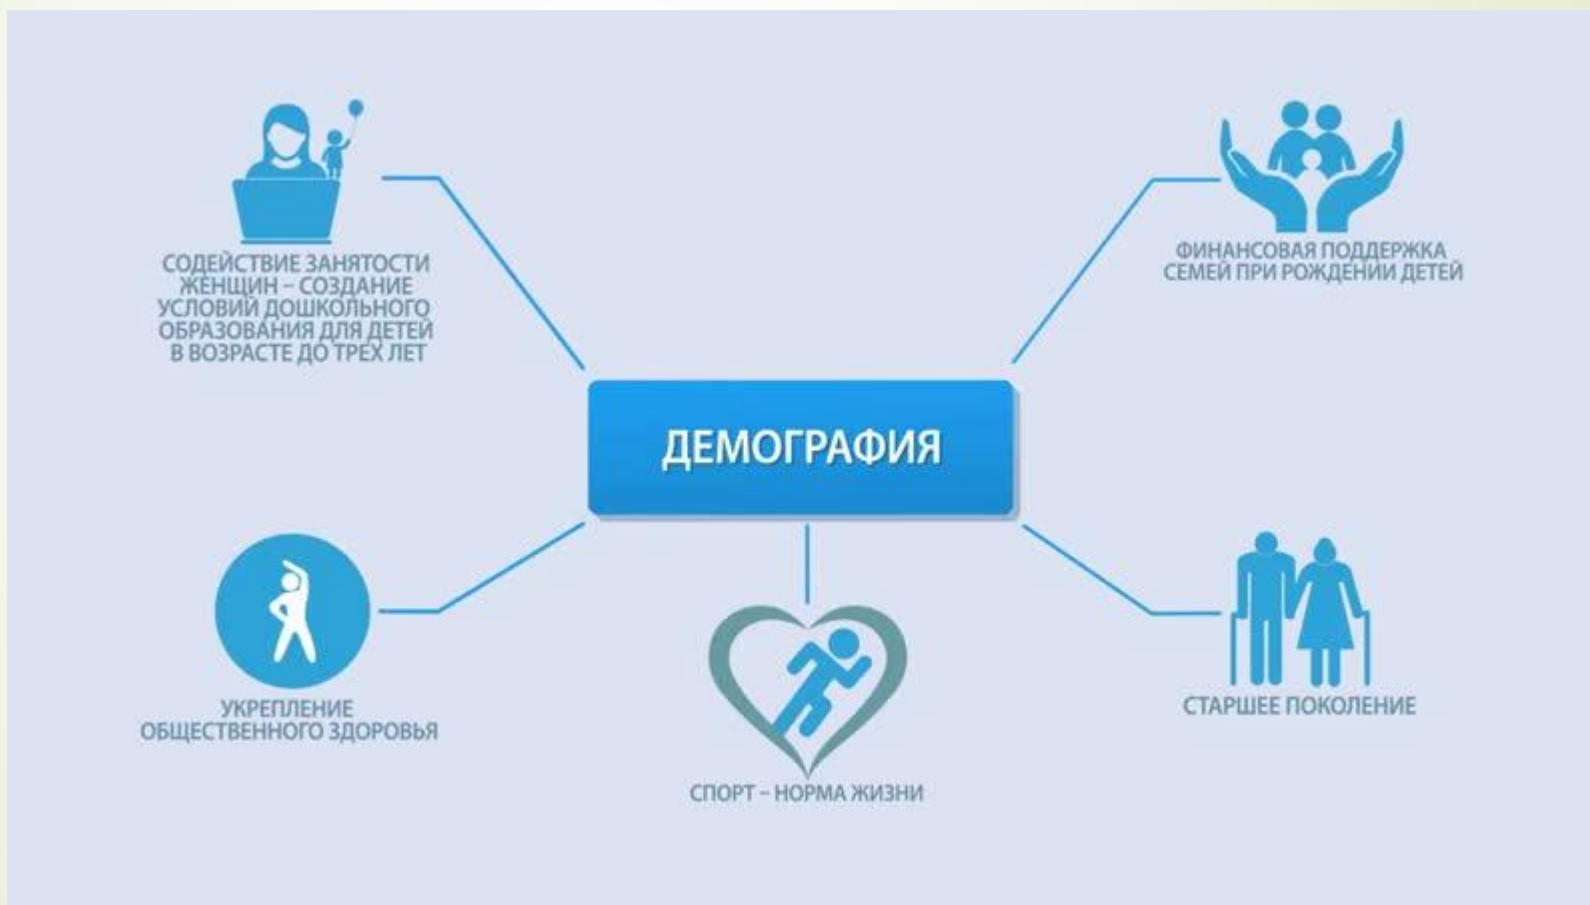 СОДЕЙСТВИЕ ЗАНЯТОСТИ
ЖЕНЩИН – СОЗДАНИЕ
УСЛОВИЙ ДОШКОЛЬНОГО
ОБРАЗОВАНИЯ ДЛЯ ДЕТЕЙ
В ВОЗРАСТЕ ДО ТРЕХ ЛЕТ
ФИНАНСОВАЯ ПОДДЕРЖКА
СЕМЕЙ ПРИ РОЖДЕНИИ ДЕТЕЙ
ДЕМОГРАФИЯ
УКРЕПЛЕНИЕ
ОБЩЕСТВЕННОГО ЗДОРОВЬЯ
СПОРТ – НОРМА ЖИЗНИ
СТАРШЕЕ ПОКОЛЕНИЕ